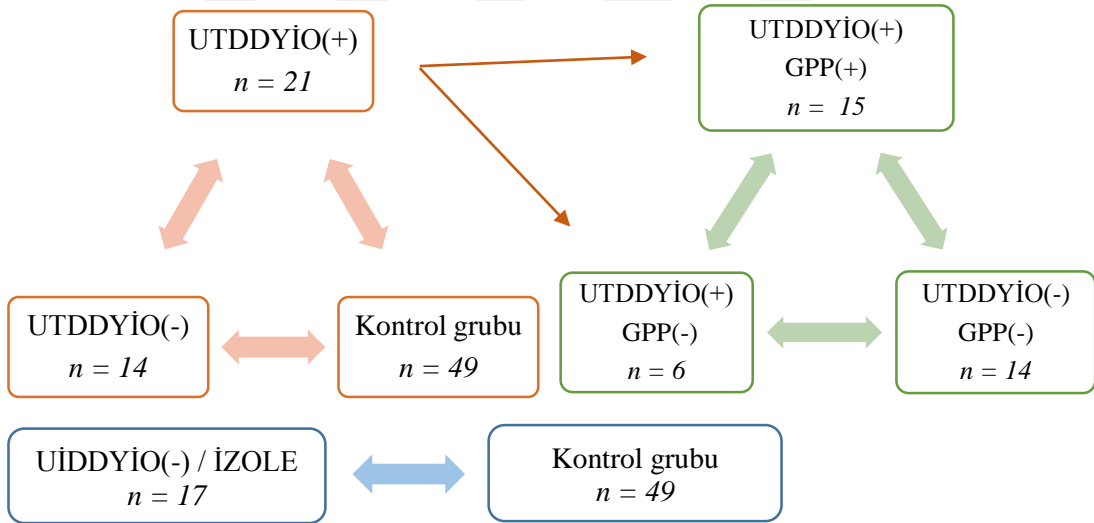 UTDDYİO(+)
n = 21
UTDDYİO(+)
GPP(+)
n = 15
UTDDYİO(-)
n = 14
Kontrol grubu
n = 49
UTDDYİO(+)
GPP(-)
n = 6
UTDDYİO(-)
GPP(-)
n = 14
UİDDYİO(-) / İZOLE
n = 17
Kontrol grubu
n = 49